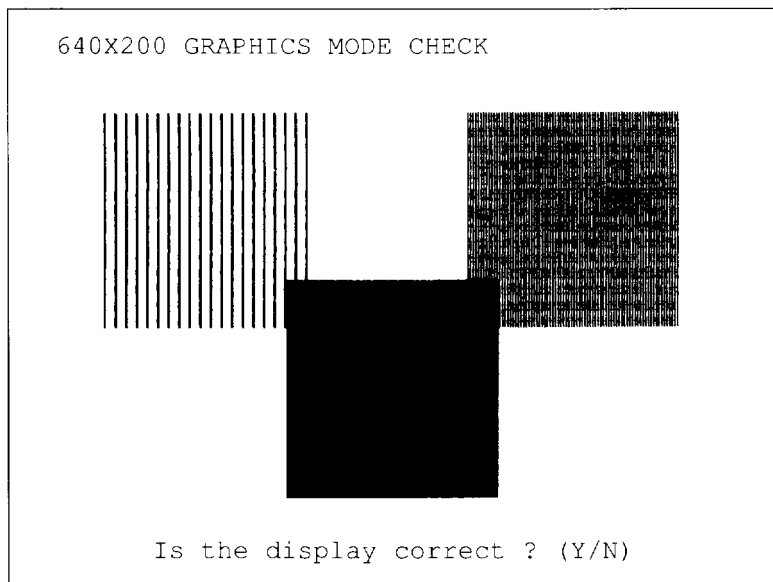 640X200 GRAPHICS MODE CHECK
Is the display correct ? (Y/N)